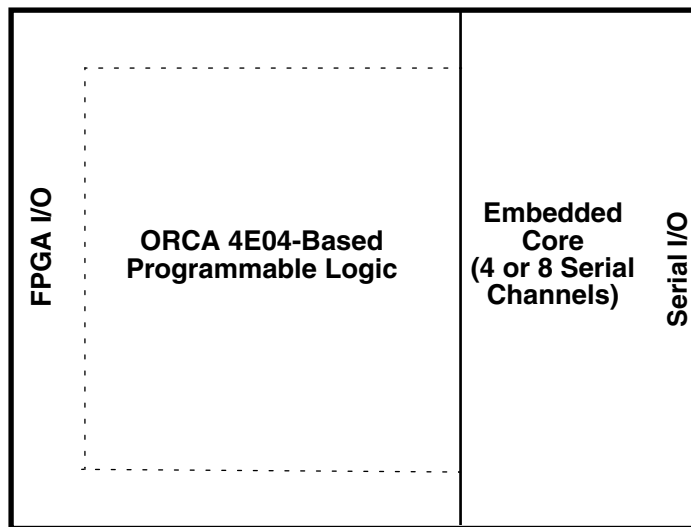 FPGA I/O
ORCA 4E04-Based
Programmable Logic
Embedded
Core
(4 or 8 Serial
Channels)
Serial I/O